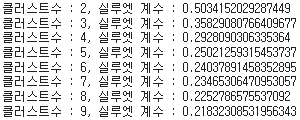 클러스트수 : 2, 실루엣 계수 : 0.5034152029287449
클러스트수 : 3, 실루엣 계수 : 0.35829080766409677
클러스트수 : 4, 실루엣 계수 : 0.2928090306335364
클러스트수 : 5, 실루엣 계수 : 0.25021259315453737
클러스트수 : 6, 실루엣 계수 : 0.24037891458352895
클러스트수 : 7, 실루엣 계수 : 0.23465306470953057
클러스트수 : 8, 실루엣 계수 : 0.2252786575537092
클러스트수 : 9, 실루엣 계수 : 0.21832308531956343